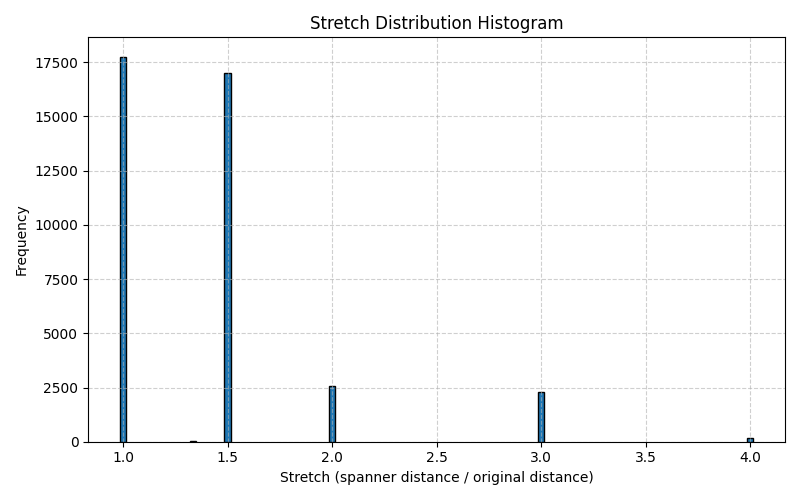 Stretch Distribution Histogram
Frequency
17500
15000
12500
10000
7500
5000
2500
0
1.0 1.5 2.0 2.5 3.0 3.5 4.0
Stretch (spanner distance / original distance)